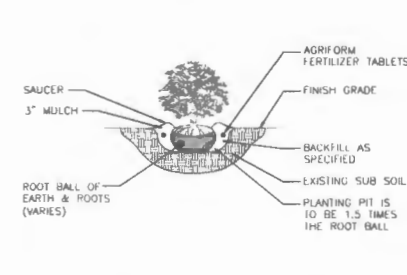 SAUCER
3" MULCH
ROOT BALL OF
EARTH & ROOTS
(VARIES)
AGRIFORM
FERTILIZER TABLETS
FINISH GRADE
BACKFILL AS
SPECIFIED
EXISTING SUB SOIL
PLANTING PIT IS
TO BE 1.5 TIMES
THE ROOT BALL